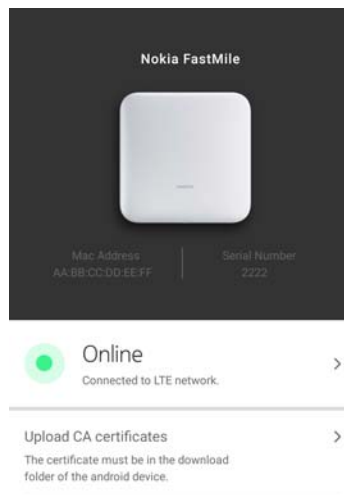 Nokia FastMile
Mac Address
Serial Number
AA:BB:CC:DD:EE:FF
2222
Online
Connected to LTE network.
Upload CA certificates
The certificate must be in the download
folder of the android device.